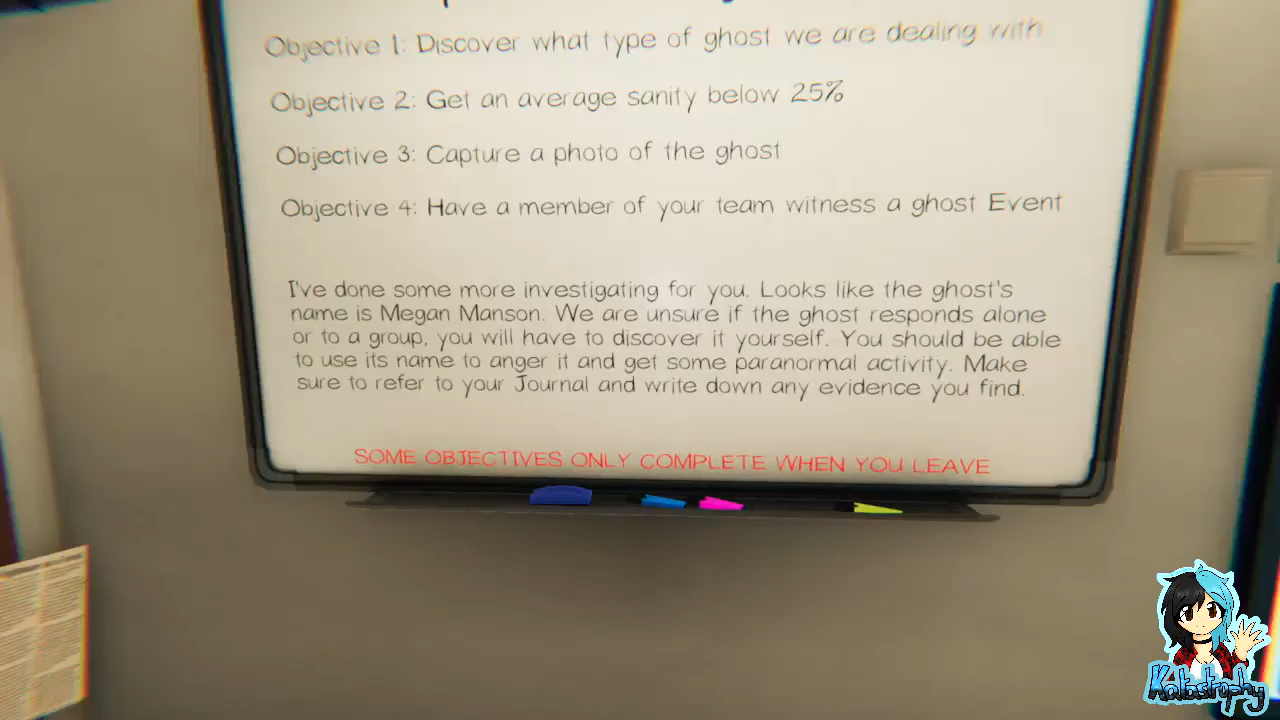 Objective 1: Discover what type of ghost we are dealing with
Objective 2: Get an average sanity below 25%
Objective 3: Capture a photo of the ghost
Objective 4: Have a member of your team witness a ghost Event
I've done some more investigating for you. Looks like the ghost's
name is Megan Manson. We are unsure if the ghost responds alone
or to a group, you will have to discover it yourself. You should be able
to use its name to anger it and get some paranormal activity. Make
sure to refer to your Journal and write down any evidence you find.
SOME OBJECTIVES ONLY COMPLETE WHEN YOU LEAVE
Katastrophy